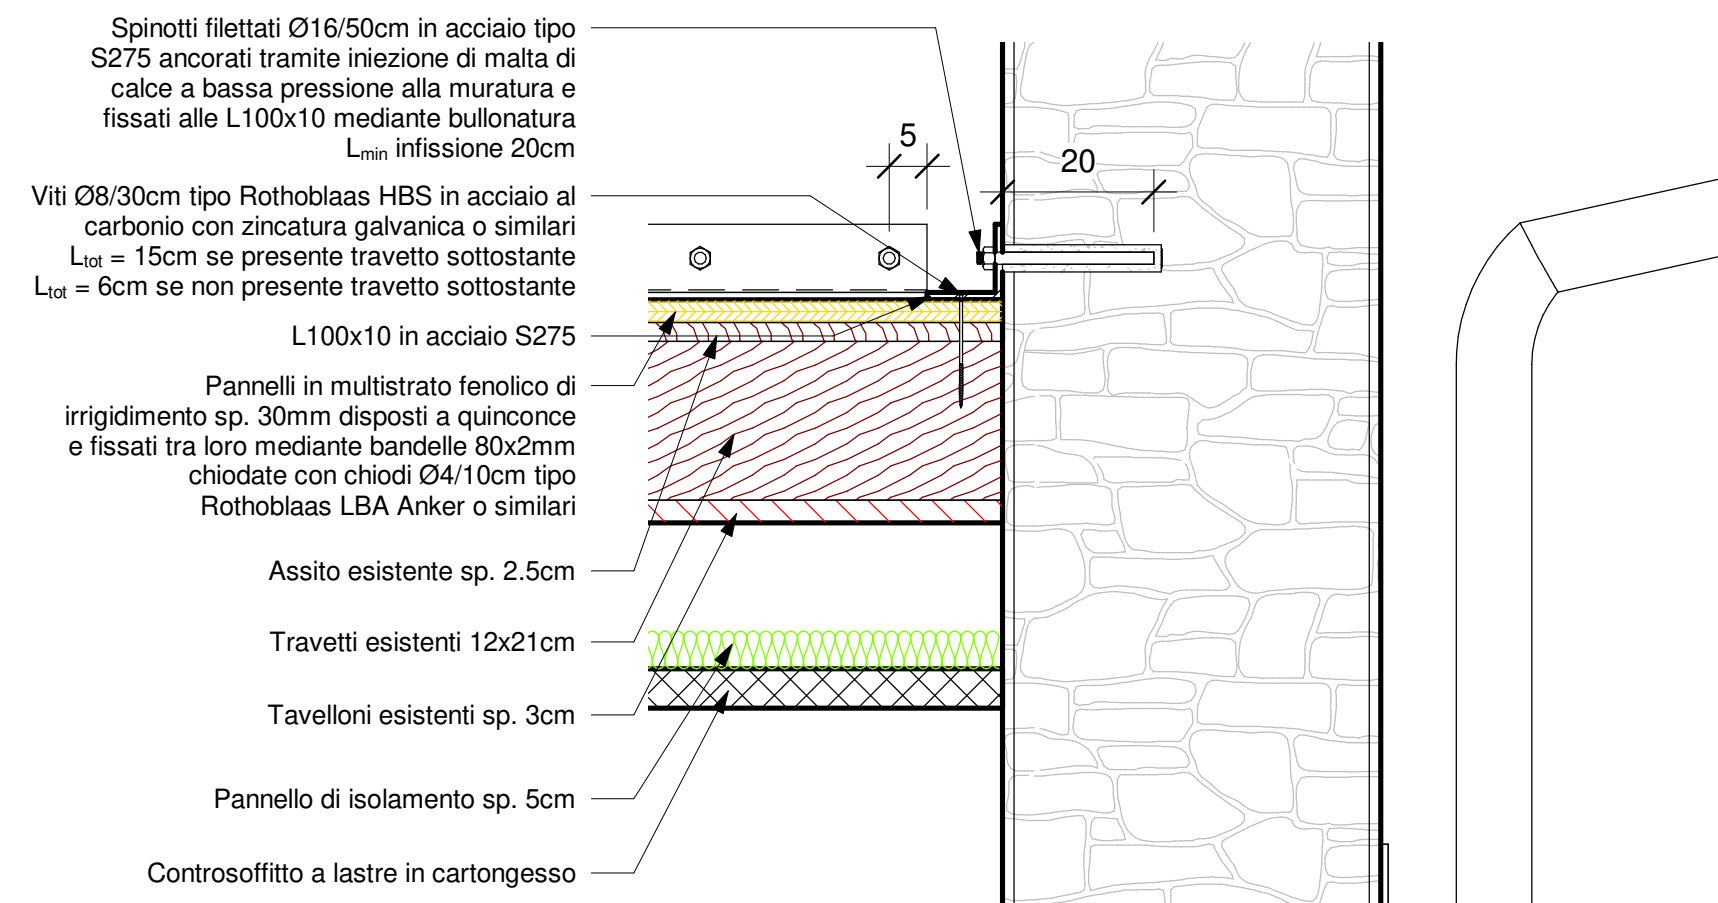 Spinotti filettati Ø16/50cm in acciaio tipo
S275 ancorati tramite iniezione di malta di
calce a bassa pressione alla muratura e
fissati alle L100x10 mediante bullonatura
Lmin infissione 20cm
5
20
Viti Ø8/30cm tipo Rothoblaas HBS in acciaio al
carbonio con zincatura galvanica o similari
Ltot = 15cm se presente travetto sottostante
Ltot = 6cm se non presente travetto sottostante
L100x10 in acciaio S275
Pannelli in multistrato fenolico di
irrigidimento sp. 30mm disposti a quinconce
e fissati tra loro mediante bandelle 80x2mm
chiodate con chiodi Ø4/10cm tipo
Rothoblaas LBA Anker o similari
Assito esistente sp. 2.5cm
Travetti esistenti 12x21cm
Tavelloni esistenti sp. 3cm
Pannello di isolamento sp. 5cm
Controsoffitto a lastre in cartongesso